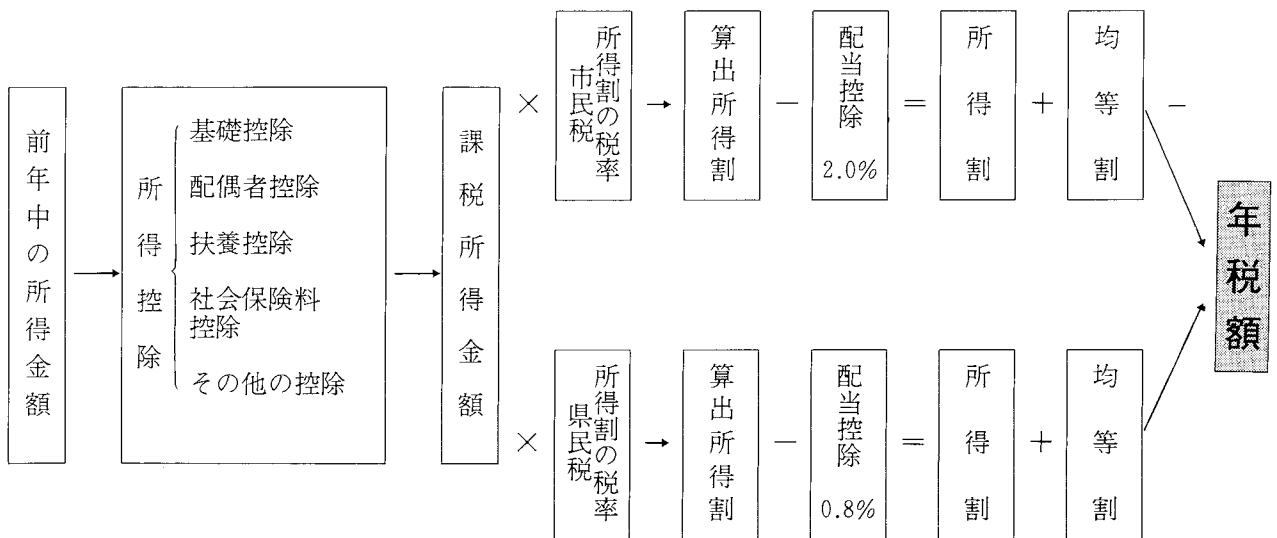 前年中の所得金額
所得控除
基礎控除
配偶者控除
扶養控除
社会保険料
控除
その他の控除
課税所得金額
×
市民税
所得割の税率
算出所得割
−
配当控除
2.0%
=
所得割
+
均等割
−
×
県民税
所得割の税率
算出所得割
−
配当控除
0.8%
=
所得割
+
均等割
年税額